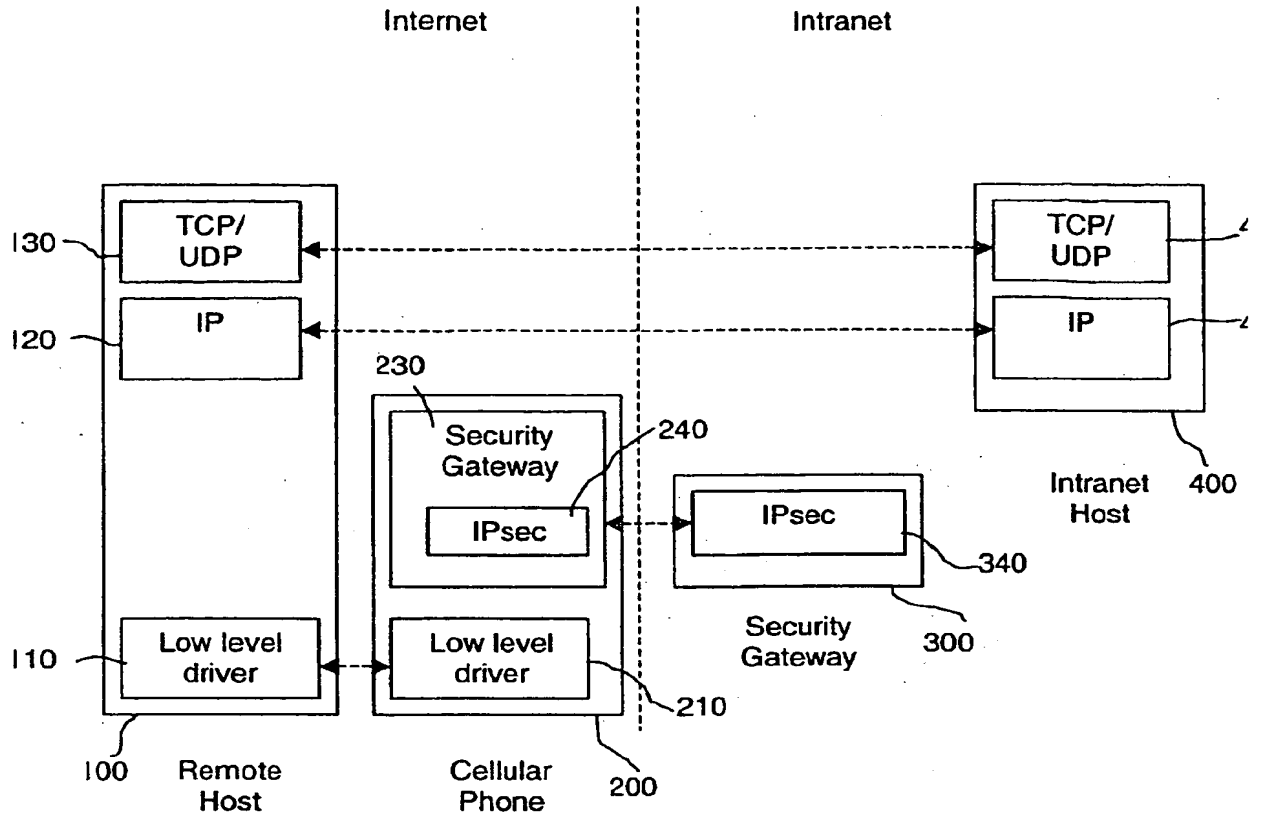 Internet
Intranet
TCP/
UDP
130
IP
120
TCP/
UDP
IP
230
Security
Gateway
240
IPsec
IPsec
340
400
Intranet
Host
300
Security
Gateway
Low level
driver
110
Low level
driver
210
100
Remote
Host
200
Cellular
Phone